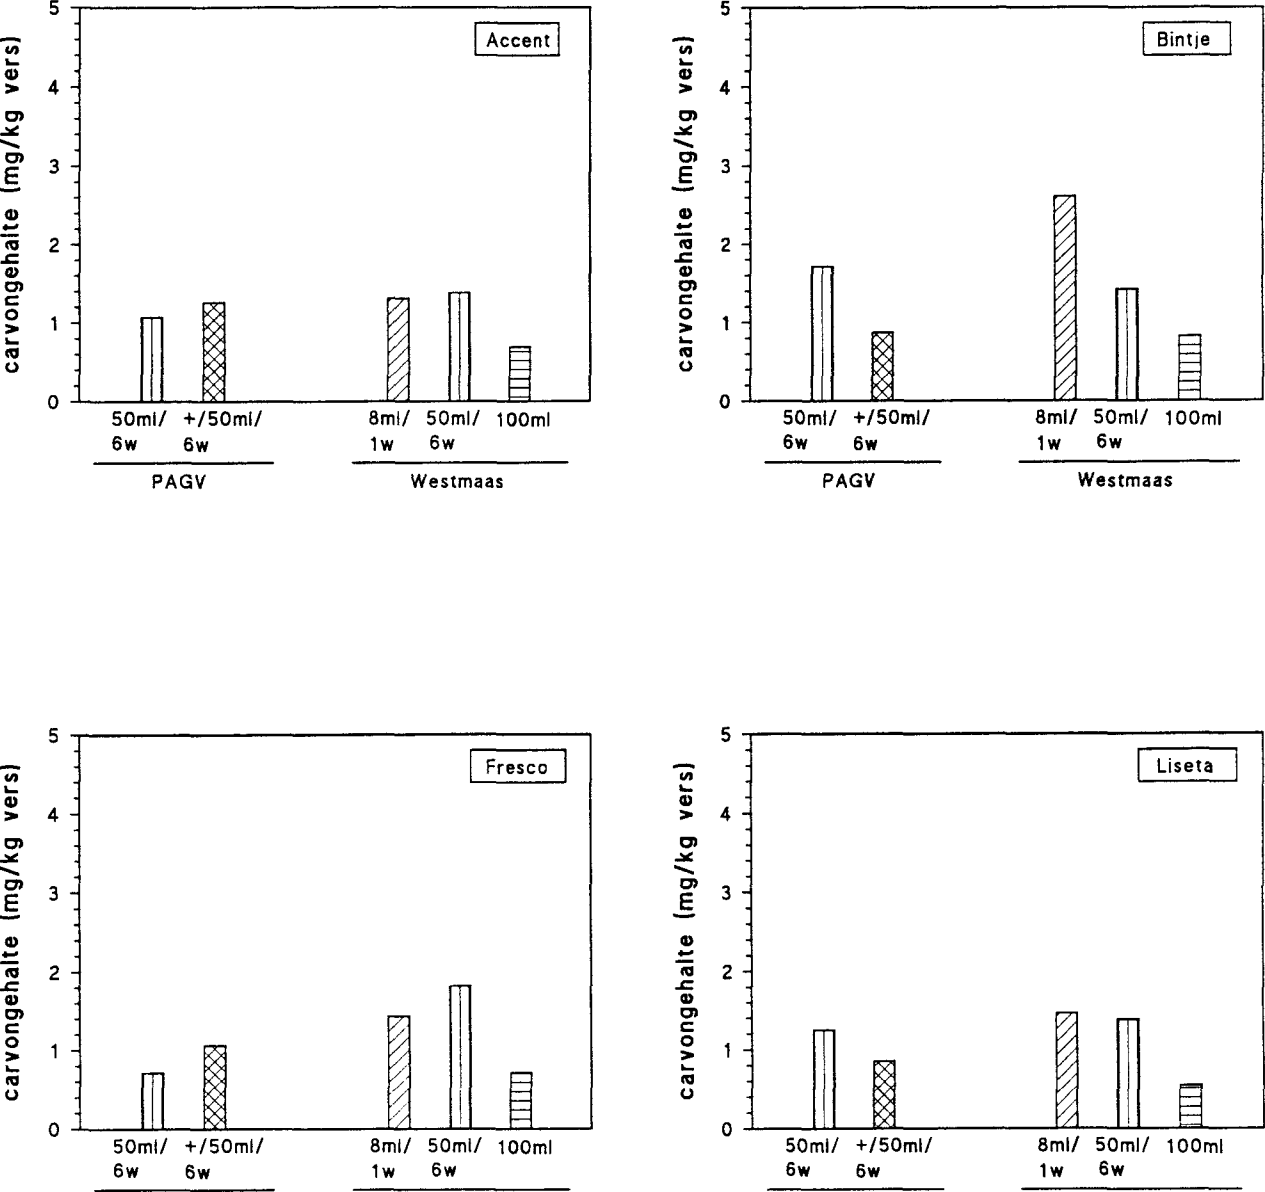 carvongehalte (mg/kg vers)
5
4
3
2
1
0
Accent
50ml/ +/50ml/ 8ml/ 50ml/ 100ml
6w 6w 1w 6w
PAGV Westmaas
carvongehalte (mg/kg vers)
5
4
3
2
1
0
Bintje
50ml/ +/50ml/ 8ml/ 50ml/ 100ml
6w 6w 1w 6w
PAGV Westmaas
carvongehalte (mg/kg vers)
5
4
3
2
1
0
Fresco
50ml/ +/50ml/ 8ml/ 50ml/ 100ml
6w 6w 1w 6w
carvongehalte (mg/kg vers)
5
4
3
2
1
0
Liseta
50ml/ +/50ml/ 8ml/ 50ml/ 100ml
6w 6w 1w 6w